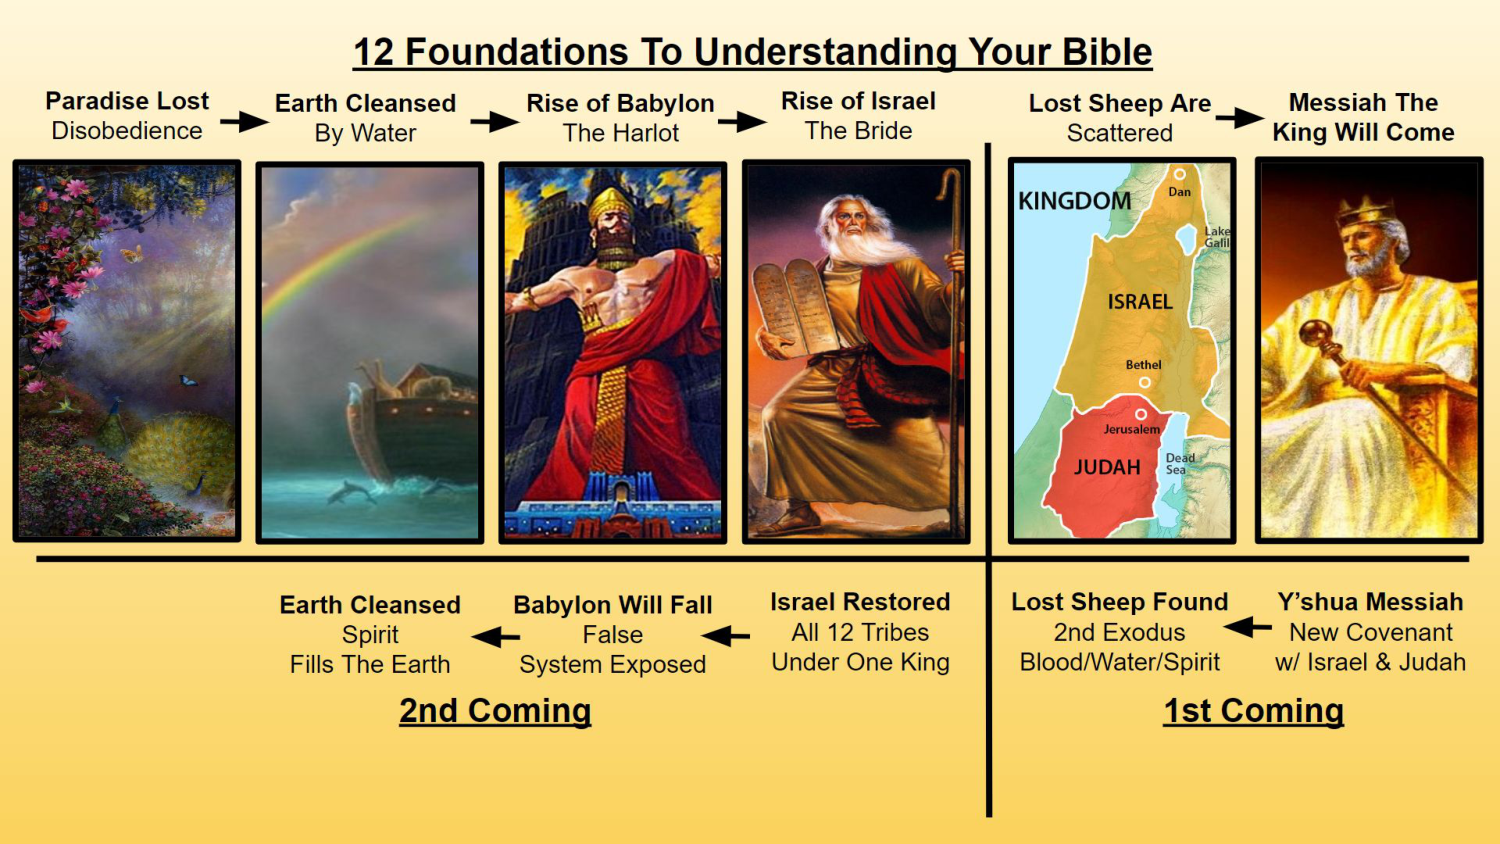 12 Foundations To Understanding Your Bible
Paradise Lost
Disobedience
Earth Cleansed
By Water
Rise of Babylon
The Harlot
Rise of Israel
The Bride
Lost Sheep Are
Scattered
Messiah The
King Will Come
KINGDOM
Dan
Lake
Galil
ISRAEL
Bethel
Jerusalem
JUDAH
Dead
Sea
Earth Cleansed
Spirit
Fills The Earth
Babylon Will Fall
False
System Exposed
Israel Restored
All 12 Tribes
Under One King
Lost Sheep Found
2nd Exodus
Blood/Water/Spirit
Y'shua Messiah
New Covenant
w/ Israel & Judah
2nd Coming
1st Coming